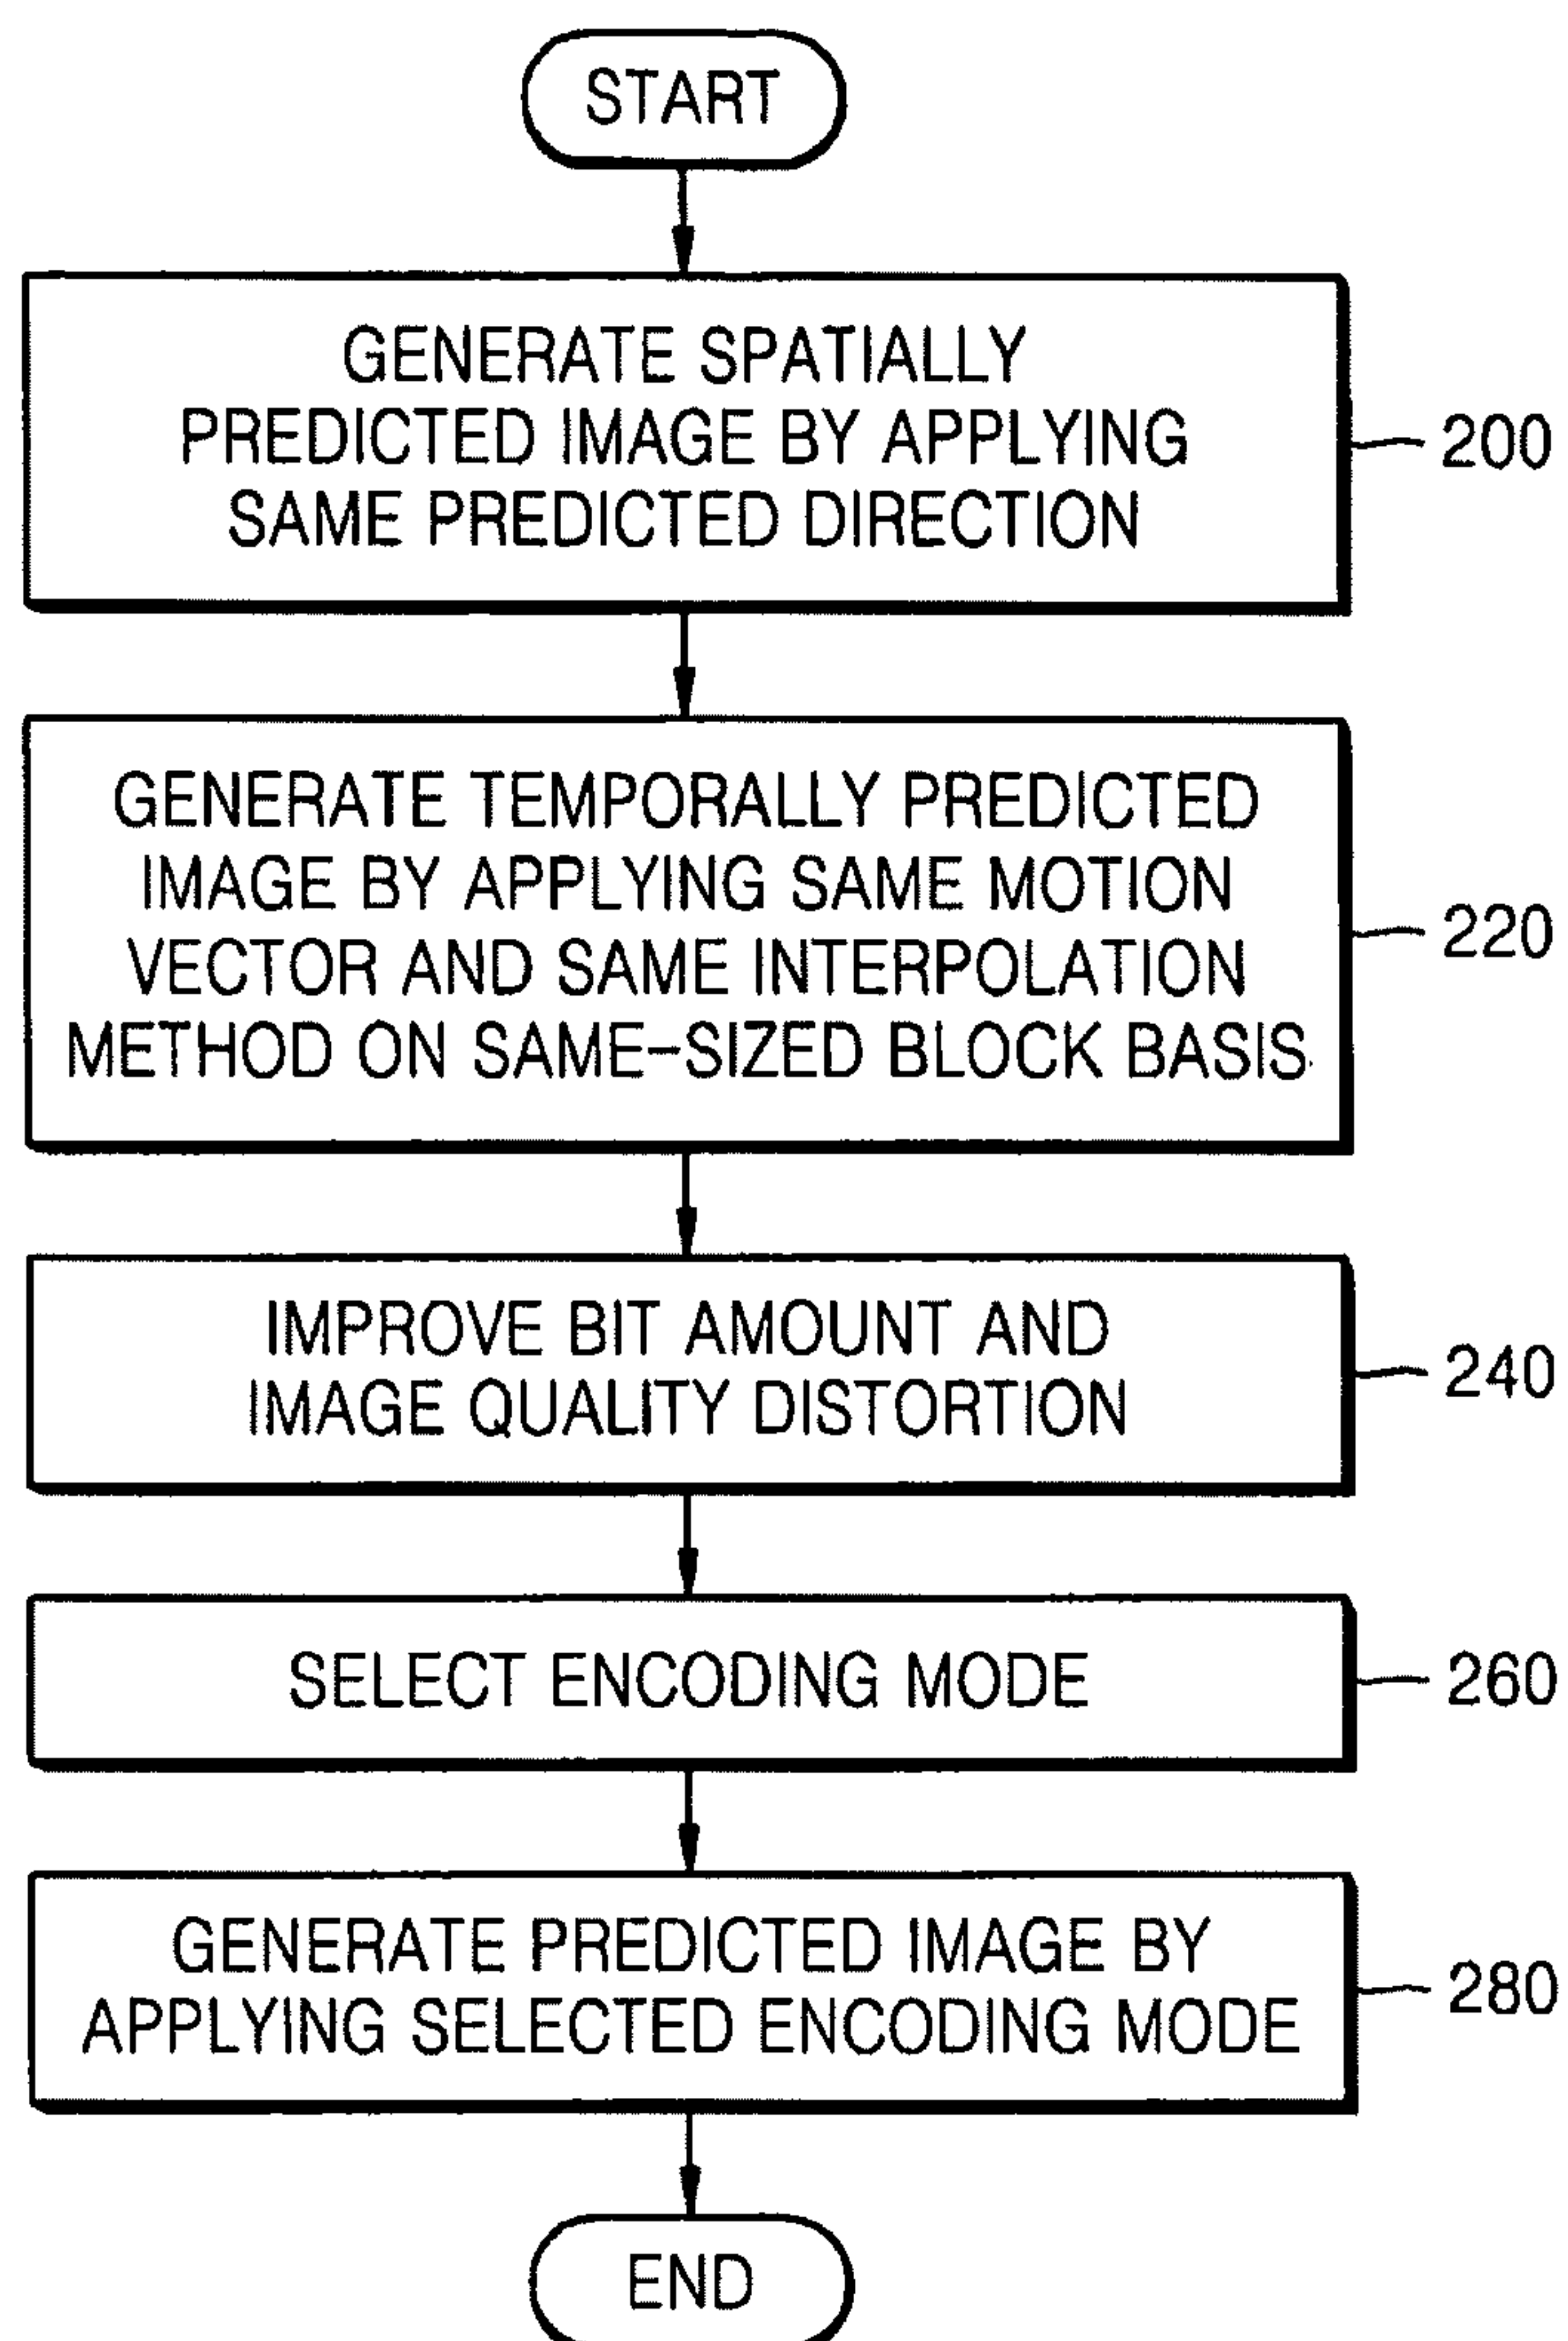 START
GENERATE SPATIALLY
PREDICTED IMAGE BY APPLYING
SAME PREDICTED DIRECTION
200
GENERATE TEMPORALLY PREDICTED
IMAGE BY APPLYING SAME MOTION
VECTOR AND SAME INTERPOLATION
METHOD ON SAME-SIZED BLOCK BASIS
220
IMPROVE BIT AMOUNT AND
IMAGE QUALITY DISTORTION
240
SELECT ENCODING MODE
260
GENERATE PREDICTED IMAGE BY
APPLYING SELECTED ENCODING MODE
280
END